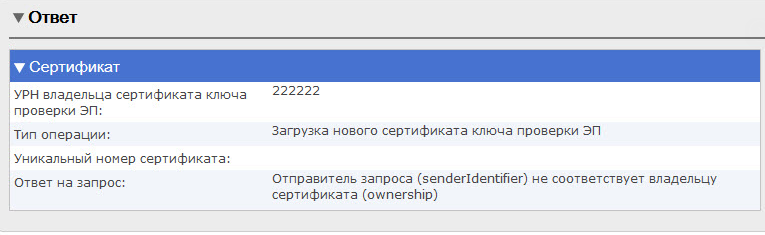 Ответ
Сертификат
УРН владельца сертификата ключа
проверки ЭП:
222222
Тип операции:
Загрузка нового сертификата ключа проверки ЭП
Уникальный номер сертификата:
Ответ на запрос:
Отправитель запроса (senderIdentifier) не соответствует владельцу
сертификата (ownership)